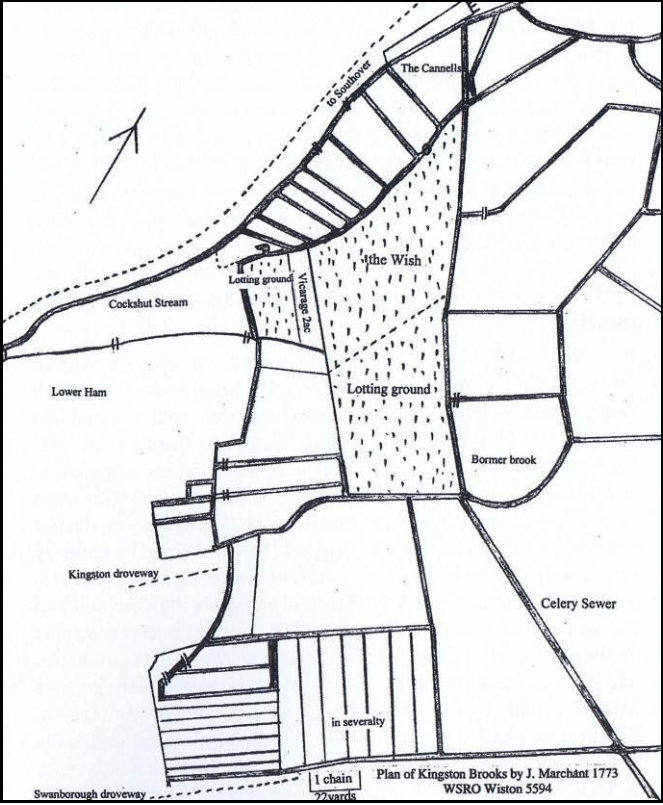 The Cannells
to Southover
the Wish
Lotting ground
Vicarage 2ac
Cockshut Stream
Lower Ham
Lotting ground
Bormer brook
Kingston droveway
Celery Sewer
in severalty
1 chain
22yards
Plan of Kingston Brooks by J. Marchant 1773
WSRO Wiston 5594
Swanborough droveway